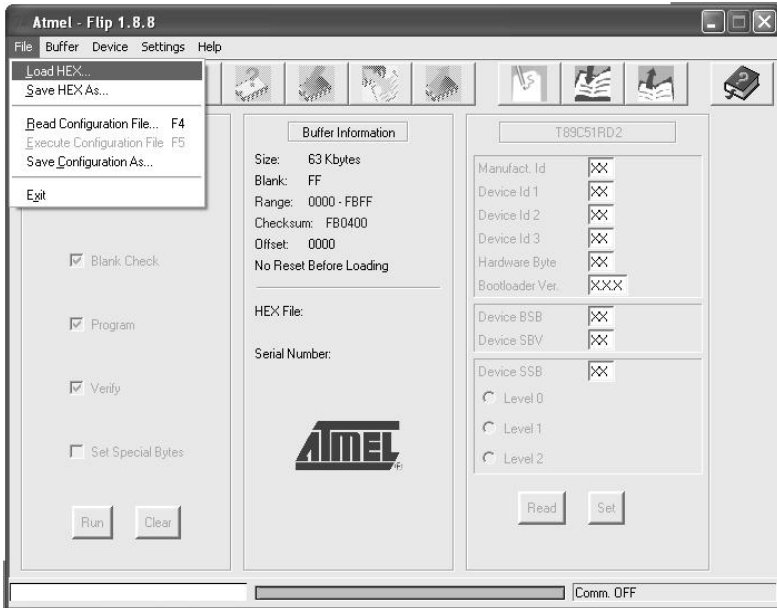 Atmel - Flip 1.8.8
File Buffer Device Settings Help
Load HEX...
Save HEX As...
Read Configuration File... F4
Execute Configuration File F5
Save Configuration As...
Exit
Blank Check
Program
Verify
Set Special Bytes
Run Clear
Buffer Information
Size: 63 Kbytes
Blank: FF
Range: 0000 - FBFF
Checksum: FB0400
Offset: 0000
No Reset Before Loading
HEX File:
Serial Number:
ATMEL
®
T89C51RD2
Manufact. Id XX
Device Id 1 XX
Device Id 2 XX
Device Id 3 XX
Hardware Byte XX
Bootloader Ver. XXX
Device BSB XX
Device SBV XX
Device SSB XX
Level 0
Level 1
Level 2
Read Set
Comm. OFF